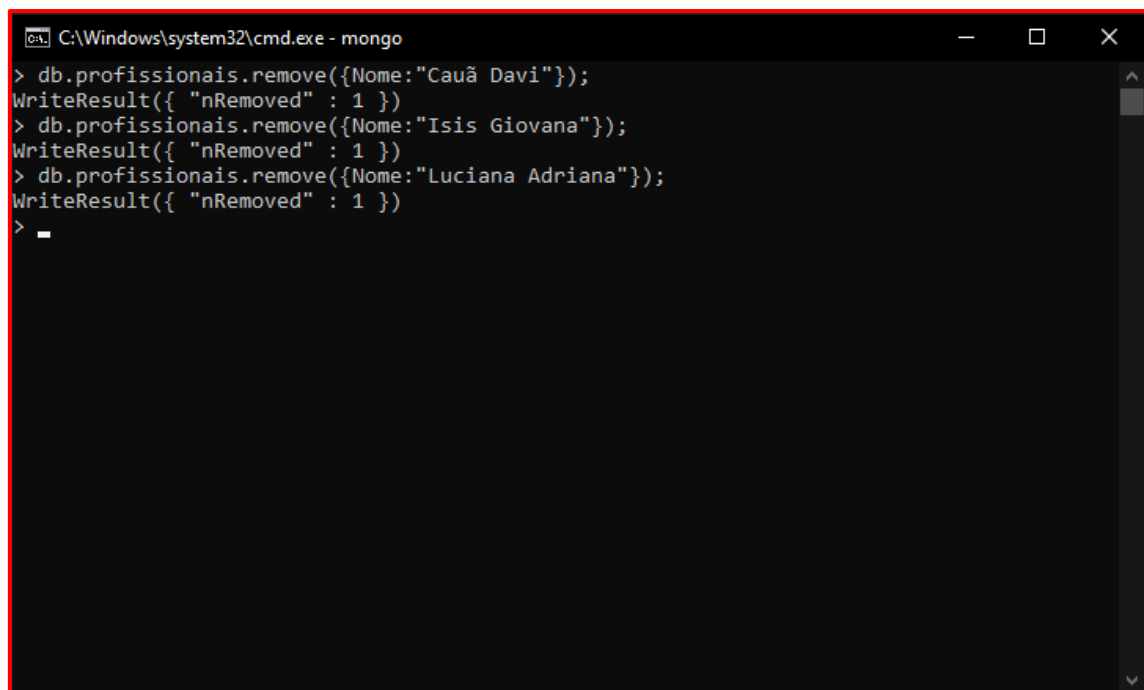 C:\Windows\system32\cmd.exe - mongo
> db.profissionais.remove({Nome:"Cauã Davi"});
WriteResult({ "nRemoved" : 1 })
> db.profissionais.remove({Nome:"Isis Giovana"});
WriteResult({ "nRemoved" : 1 })
> db.profissionais.remove({Nome:"Luciana Adriana"});
WriteResult({ "nRemoved" : 1 })
>